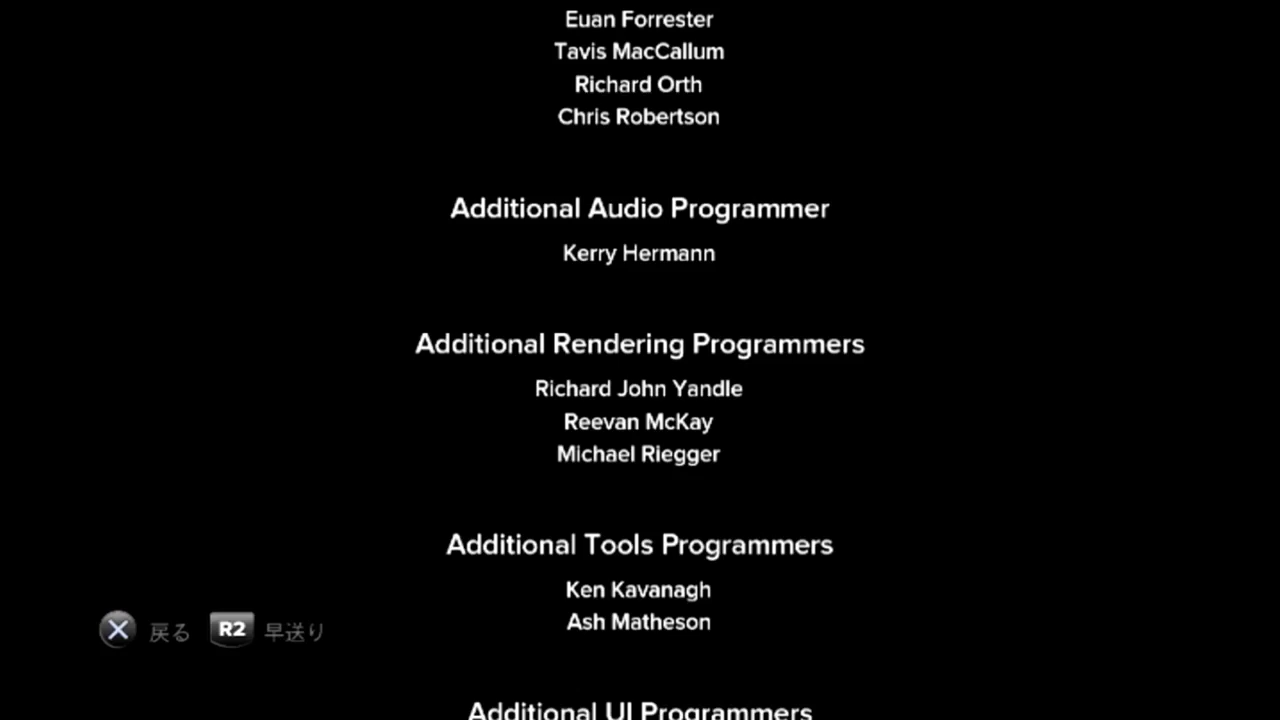 Euan Forrester
Tavis MacCallum
Richard Orth
Chris Robertson
Additional Audio Programmer
Kerry Hermann
Additional Rendering Programmers
Richard John Yandle
Reevan McKay
Michael Riegger
Additional Tools Programmers
Ken Kavanagh
Ash Matheson
戻る R2 早送り
Additional UI Programmers